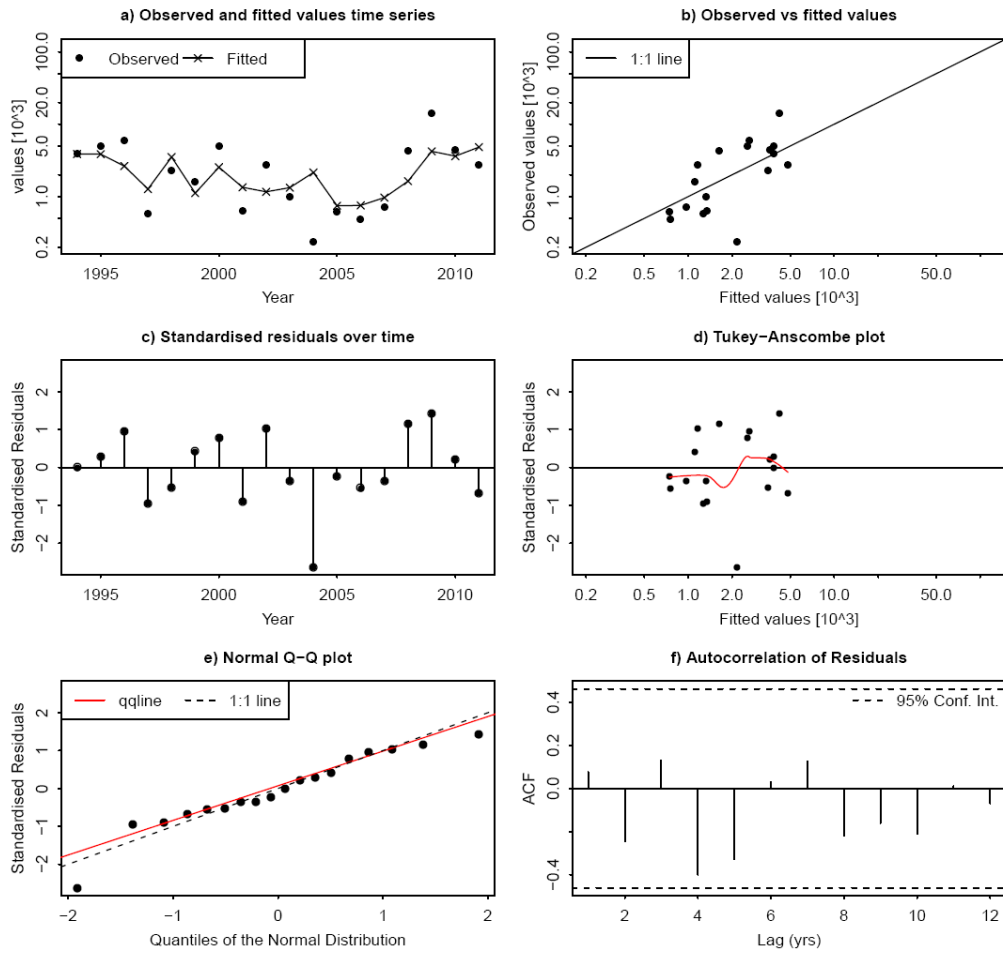 a) Observed and fitted values time series
Observed
Fitted
values [10^3]
0.2
1.0
5.0
20.0
100.0
1995
2000
2005
2010
Year
b) Observed vs fitted values
1:1 line
Observed values [10^3]
0.2
1.0
5.0
20.0
100.0
0.2
0.5
1.0
2.0
5.0
10.0
50.0
Fitted values [10^3]
c) Standardised residuals over time
Standardised Residuals
−2
−1
0
1
2
1995
2000
2005
2010
Year
d) Tukey−Anscombe plot
Standardised Residuals
−2
−1
0
1
2
0.2
0.5
1.0
2.0
5.0
10.0
50.0
Fitted values [10^3]
e) Normal Q−Q plot
qqline
1:1 line
Standardised Residuals
−2
−1
0
1
2
−2
−1
0
1
2
Quantiles of the Normal Distribution
f) Autocorrelation of Residuals
95% Conf. Int.
ACF
−0.4
0.0
0.4
2
4
6
8
10
12
Lag (yrs)